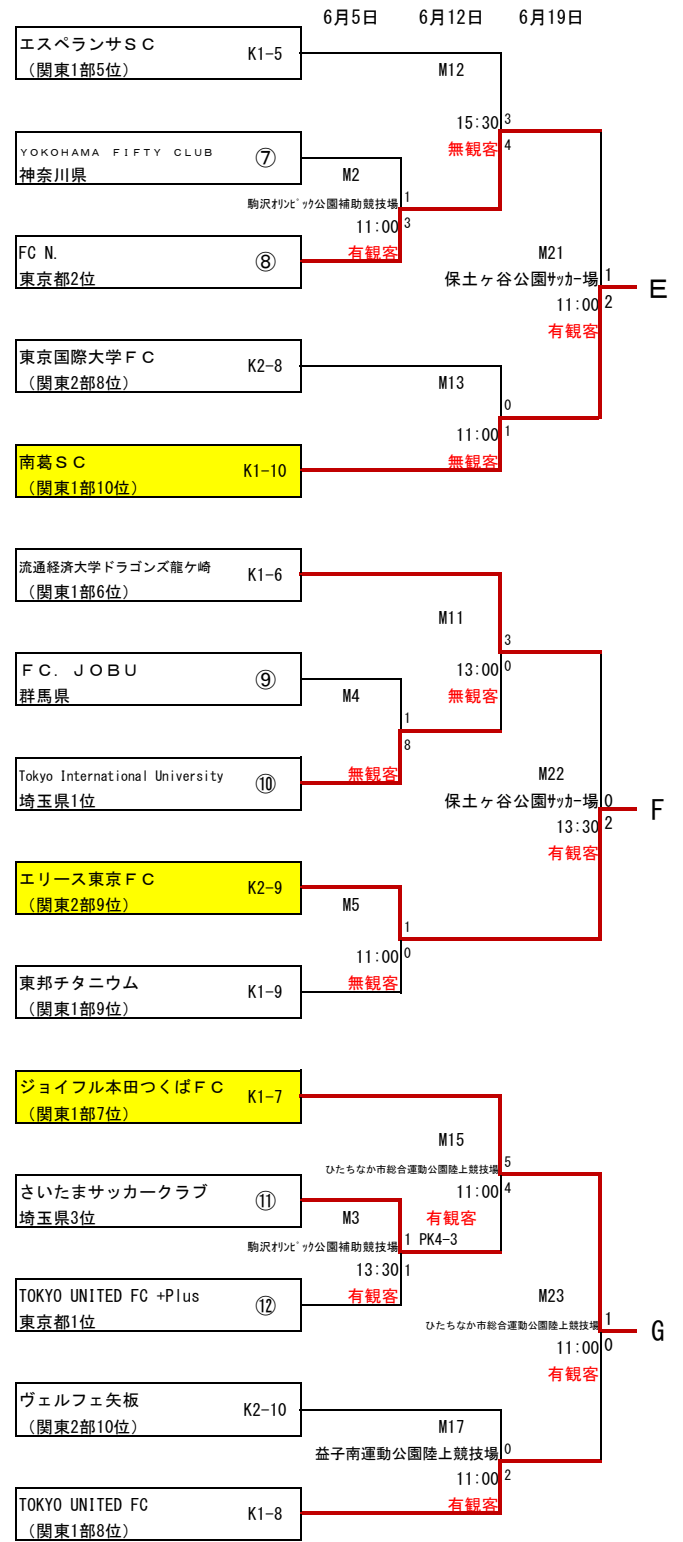 6月5日 6月12日 6月19日
エスペランサＳＣ
（関東1部5位）
K1-5
M12
15:30
3
無観客
4
ＹＯＫＯＨＡＭＡ　ＦＩＦＴＹ　ＣＬＵＢ
神奈川県
⑦
M2
駒沢ｵﾘﾝﾋﾟｯｸ公園補助競技場
1
11:00
3
有観客
FC N.
東京都2位
⑧
M21
保土ヶ谷公園ｻｯｶｰ場
1
11:00
2
有観客
Ｅ
東京国際大学ＦＣ
（関東2部8位）
K2-8
M13
0
11:00
1
無観客
南葛ＳＣ
（関東1部10位）
K1-10
流通経済大学ドラゴンズ龍ケ崎
（関東1部6位）
K1-6
M11
3
13:00
0
無観客
ＦＣ．ＪＯＢＵ
群馬県
⑨
M4
1
8
無観客
Tokyo International University
埼玉県1位
⑩
M22
保土ヶ谷公園ｻｯｶｰ場
0
13:30
2
有観客
Ｆ
エリース東京ＦＣ
（関東2部9位）
K2-9
M5
1
11:00
0
無観客
東邦チタニウム
（関東1部9位）
K1-9
ジョイフル本田つくばＦＣ
（関東1部7位）
K1-7
M15
ひたちなか市総合運動公園陸上競技場
5
11:00
4
有観客
さいたまサッカークラブ
埼玉県3位
⑪
M3
駒沢ｵﾘﾝﾋﾟｯｸ公園補助競技場
1 PK4-3
13:30
1
有観客
TOKYO UNITED FC +Plus
東京都1位
⑫
M23
ひたちなか市総合運動公園陸上競技場
1
11:00
0
有観客
Ｇ
ヴェルフェ矢板
（関東2部10位）
K2-10
M17
益子南運動公園陸上競技場
0
11:00
2
有観客
TOKYO UNITED FC
（関東1部8位）
K1-8